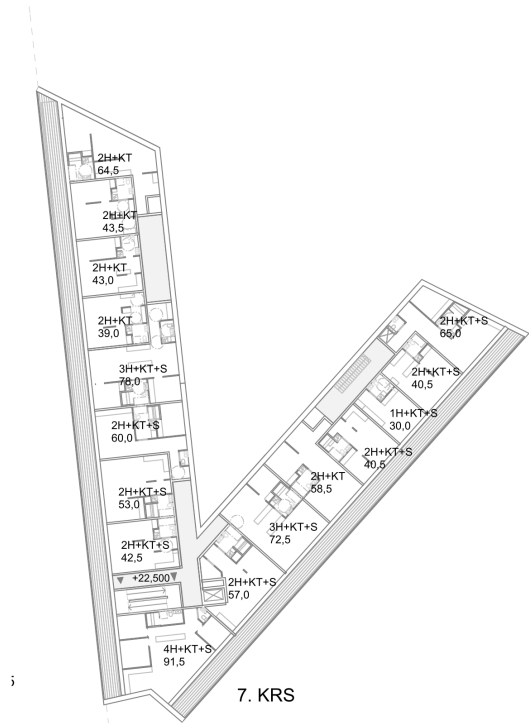 2H+KT
64,5
2H+KT
43,5
2H+KT
43,0
2H+KT
39,0
3H+KT+S
78,0
2H+KT+S
60,0
2H+KT+S
53,0
2H+KT+S
42,5
+22,500
4H+KT+S
91,5
2H+KT+S
65,0
2H+KT+S
40,5
1H+KT+S
30,0
2H+KT+S
40,5
2H+KT
58,5
3H+KT+S
72,5
2H+KT+S
57,0
7. KRS